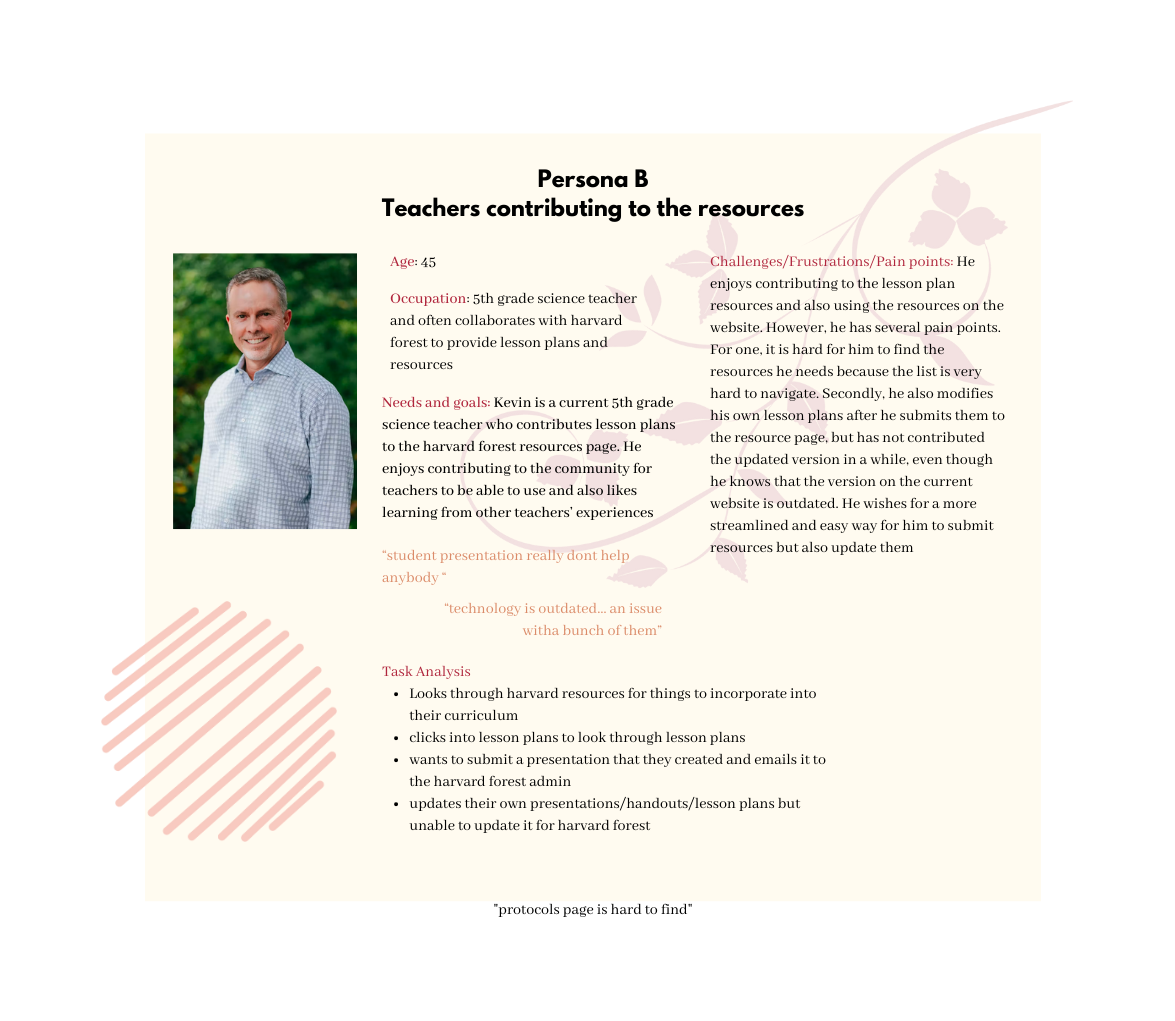 Persona B
Teachers contributing to the resources
Age: 45
Occupation: 5th grade science teacher
and often collaborates with harvard
forest to provide lesson plans and
resources
Needs and goals: Kevin is a current 5th grade
science teacher who contributes lesson plans
to the harvard forest resources page. He
enjoys contributing to the community for
teachers to be able to use and also likes
learning from other teachers' experiences
"student presentation really dont help
anybody "
"technology is outdated... an issue
witha bunch of them"
Challenges/Frustrations/Pain points: He
enjoys contributing to the lesson plan
resources and also using the resources on the
website. However, he has several pain points.
For one, it is hard for him to find the
resources he needs because the list is very
hard to navigate. Secondly, he also modifies
his own lesson plans after he submits them to
the resource page, but has not contributed
the updated version in a while, even though
he knows that the version on the current
website is outdated. He wishes for a more
streamlined and easy way for him to submit
resources but also update them
Task Analysis
• Looks through harvard resources for things to incorporate into
their curriculum
• clicks into lesson plans to look through lesson plans
• wants to submit a presentation that they created and emails it to
the harvard forest admin
• updates their own presentations/handouts/lesson plans but
unable to update it for harvard forest
"protocols page is hard to find"